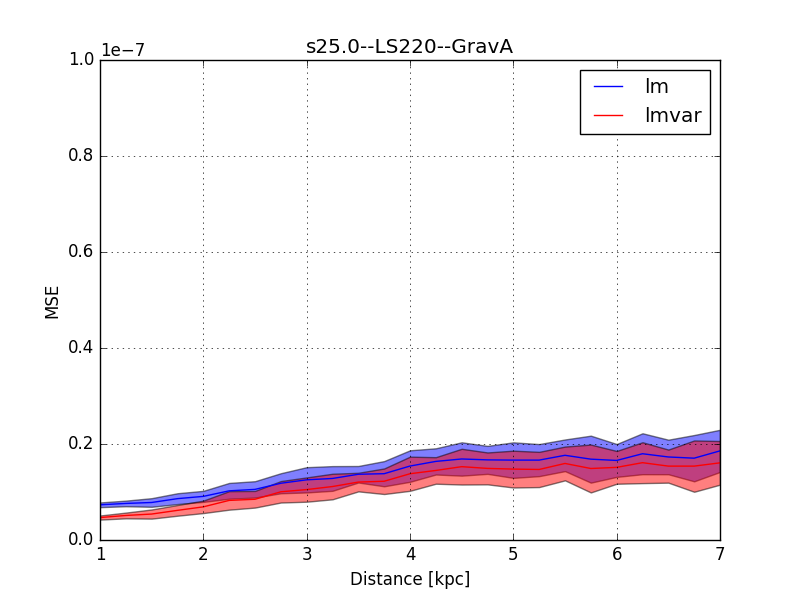 s25.0--LS220--GravA
1e−7
1.0
0.8
0.6
0.4
0.2
0.0
MSE
lm
lmvar
1 2 3 4 5 6 7
Distance [kpc]